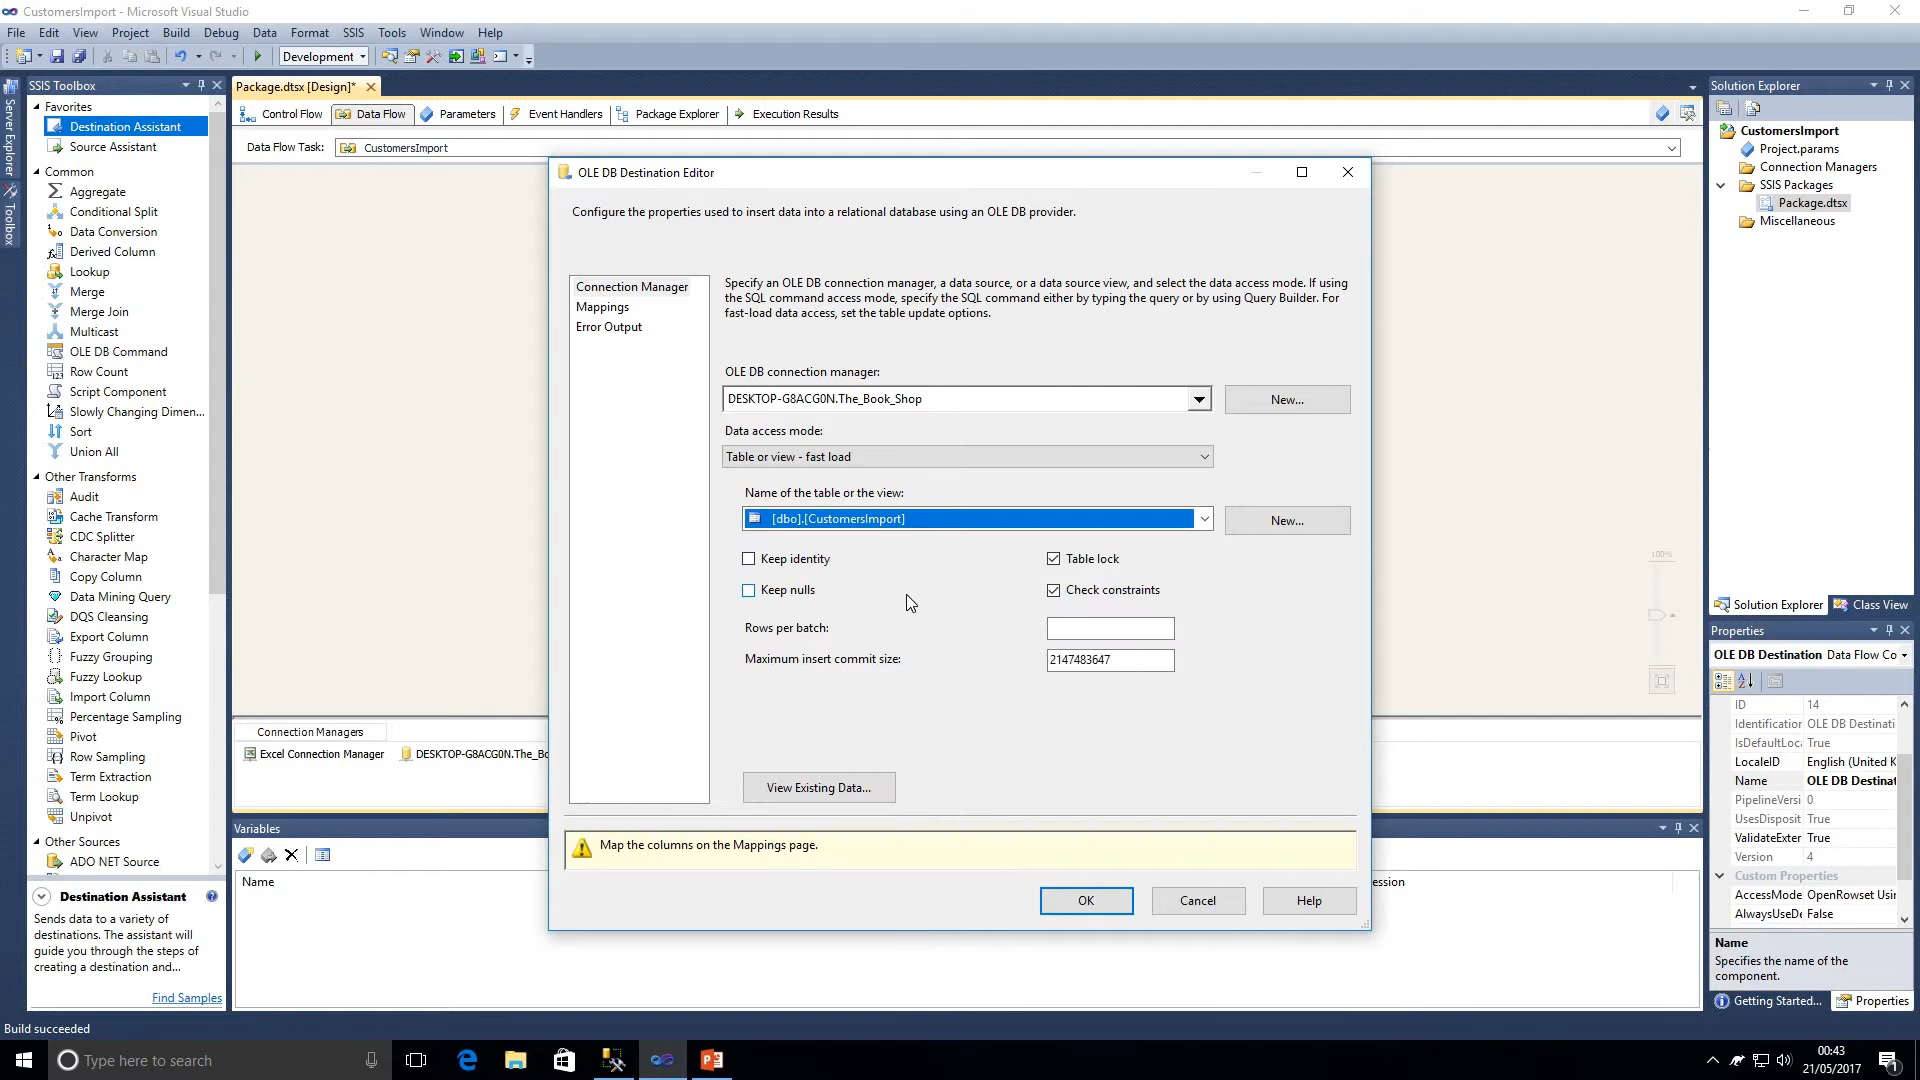 CustomersImport - Microsoft Visual Studio
File Edit View Project Build Debug Data Format SSIS Tools Window Help
Development
Server Explorer
Toolbox
SSIS Toolbox
Favorites
Destination Assistant
Source Assistant
Common
Aggregate
Conditional Split
Data Conversion
Derived Column
Lookup
Merge
Merge Join
Multicast
OLE DB Command
Row Count
Script Component
Slowly Changing Dimen...
Sort
Union All
Other Transforms
Audit
Cache Transform
CDC Splitter
Character Map
Copy Column
Data Mining Query
DQS Cleansing
Export Column
Fuzzy Grouping
Fuzzy Lookup
Import Column
Percentage Sampling
Pivot
Row Sampling
Term Extraction
Term Lookup
Unpivot
Other Sources
ADO NET Source
Destination Assistant
Sends data to a variety of
destinations. The assistant will
guide you through the steps of
creating a destination and...
Find Samples
Build succeeded
Package.dtsx [Design]*
Control Flow Data Flow Parameters Event Handlers Package Explorer Execution Results
Data Flow Task: CustomersImport
100%
Connection Managers
Excel Connection Manager DESKTOP-G8ACG0N.The_Bo
Variables
Name ession
OLE DB Destination Editor
Configure the properties used to insert data into a relational database using an OLE DB provider.
Connection Manager
Mappings
Error Output
Specify an OLE DB connection manager, a data source, or a data source view, and select the data access mode. If using
the SQL command access mode, specify the SQL command either by typing the query or by using Query Builder. For
fast-load data access, set the table update options.
OLE DB connection manager:
DESKTOP-G8ACG0N.The_Book_Shop New...
Data access mode:
Table or view - fast load
Name of the table or the view:
[dbo].[CustomersImport] New...
Keep identity Table lock
Keep nulls Check constraints
Rows per batch:
Maximum insert commit size: 2147483647
View Existing Data...
Map the columns on the Mappings page.
OK Cancel Help
Solution Explorer
CustomersImport
Project.params
Connection Managers
SSIS Packages
Package.dtsx
Miscellaneous
Solution Explorer Class View
Properties
OLE DB Destination Data Flow Co
ID 14
Identification OLE DB Destinati
IsDefaultLoca True
LocaleID English (United K
Name OLE DB Destinat
PipelineVersi 0
UsesDisposit True
ValidateExter True
Version 4
Custom Properties
AccessMode OpenRowset Usin
AlwaysUseDe False
Name
Specifies the name of the
component.
Getting Started... Properties
Type here to search
00:43
21/05/2017
1